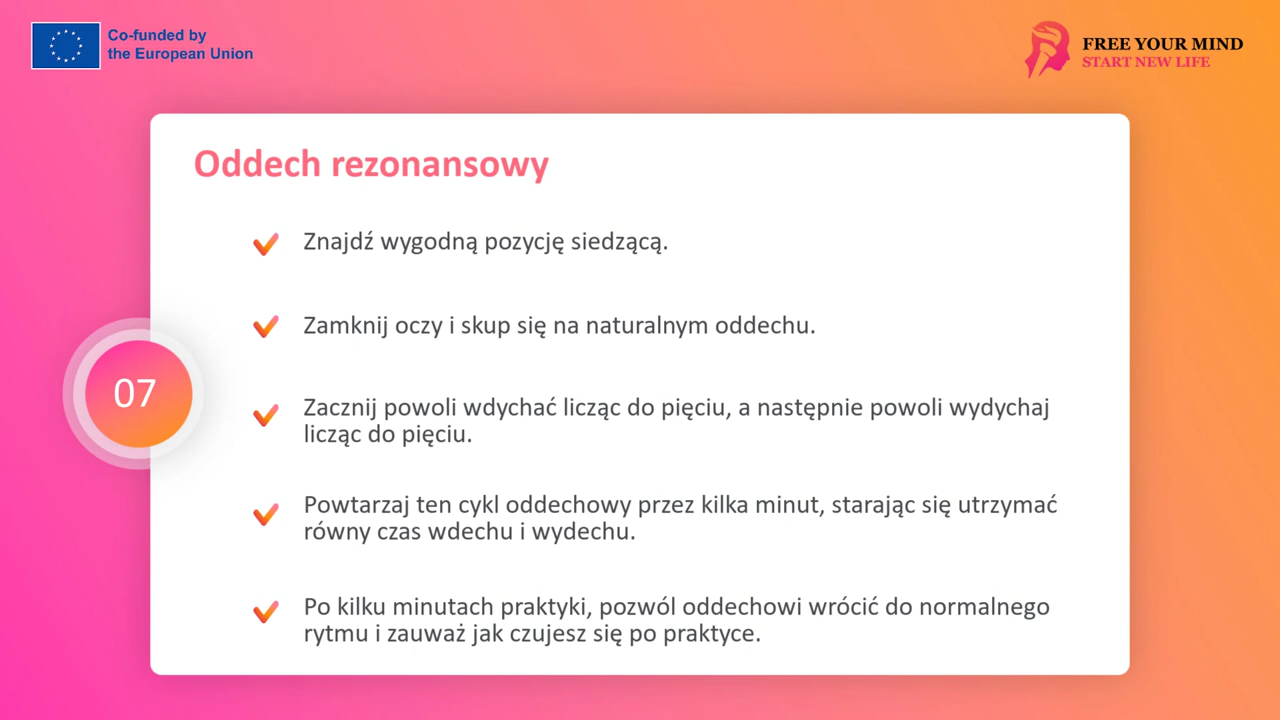 Co-funded by
the European Union
FREE YOUR MIND
START NEW LIFE
Oddech rezonansowy
Znajdź wygodną pozycję siedzącą.
Zamknij oczy i skup się na naturalnym oddechu.
07
Zacznij powoli wdychać licząc do pięciu, a następnie powoli wydychaj
licząc do pięciu.
Powtarzaj ten cykl oddechowy przez kilka minut, starając się utrzymać
równy czas wdechu i wydechu.
Po kilku minutach praktyki, pozwól oddechowi wrócić do normalnego
rytmu i zauważ jak czujesz się po praktyce.